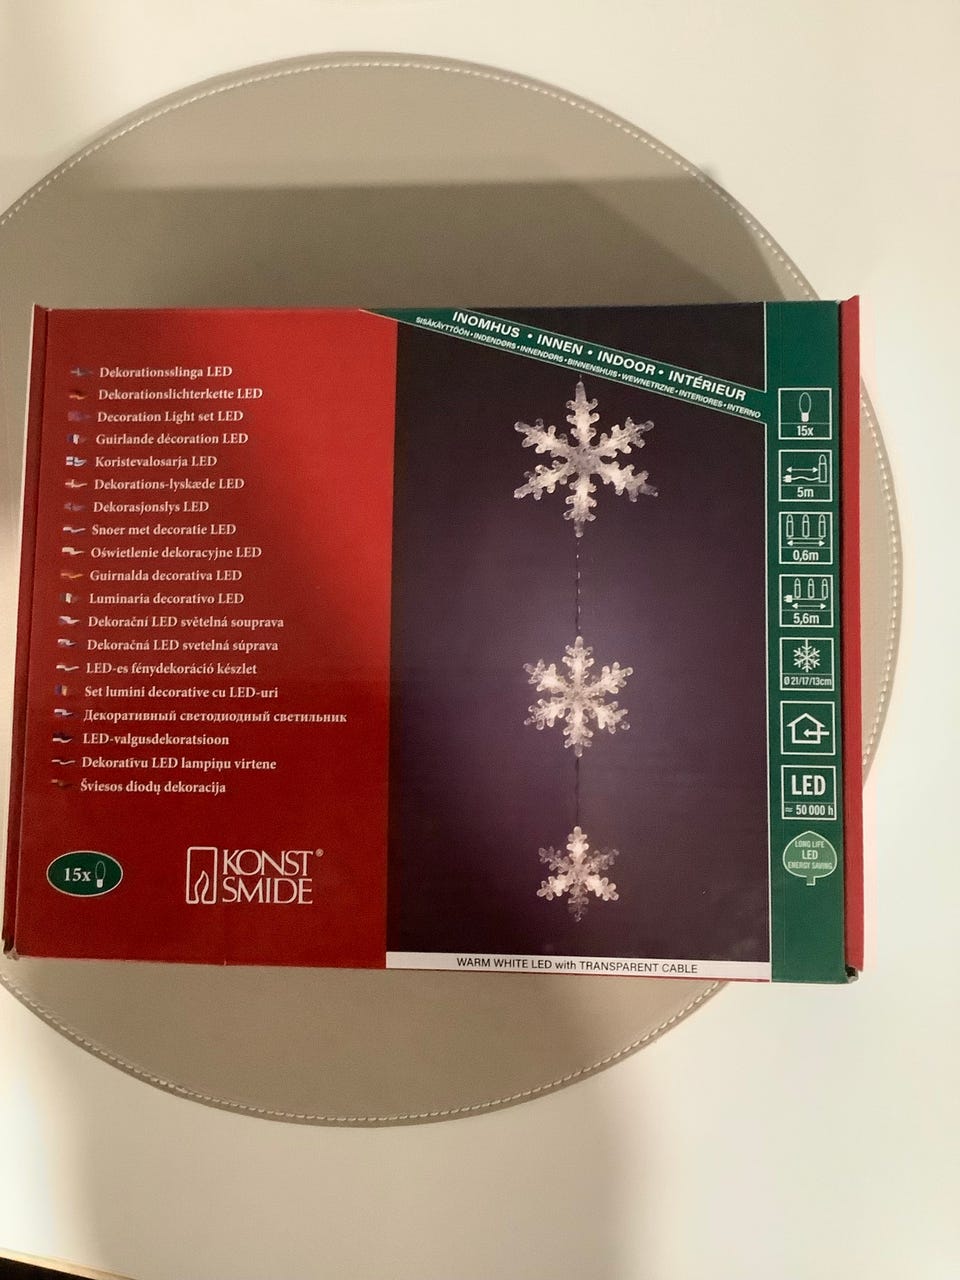 INOMHUS • INNEN • INDOOR • INTÉRIEUR
SISÄKÄYTTÖÖN • INDENDØRS • INNENDØRS • BINNENSHUIS • WEWNETRZNE • INTERIORES • INTERNO
Dekorationsslinga LED
Dekorationslichterkette LED
Decoration Light set LED
Guirlande décoration LED
Koristevalosarja LED
Dekorations-lyskæde LED
Dekorasjonslys LED
Snoer met decoratie LED
Oświetlenie dekoracyjne LED
Guirnalda decorativa LED
Luminaria decorativo LED
Dekorační LED světelná souprava
Dekoračná LED svetelná súprava
LED-es fénydekoráció készlet
Set lumini decorative cu LED-uri
Декоративный светодиодный светильник
LED-valgusdekoratsioon
Dekoratīvu LED lampiņu virtene
Šviesos diodų dekoracija
15x
KONST®
SMIDE
WARM WHITE LED with TRANSPARENT CABLE
15x
5m
0,6m
5,6m
Ø 21/17/13cm
LED
≈ 50 000 h
LONG LIFE
LED
ENERGY SAVING